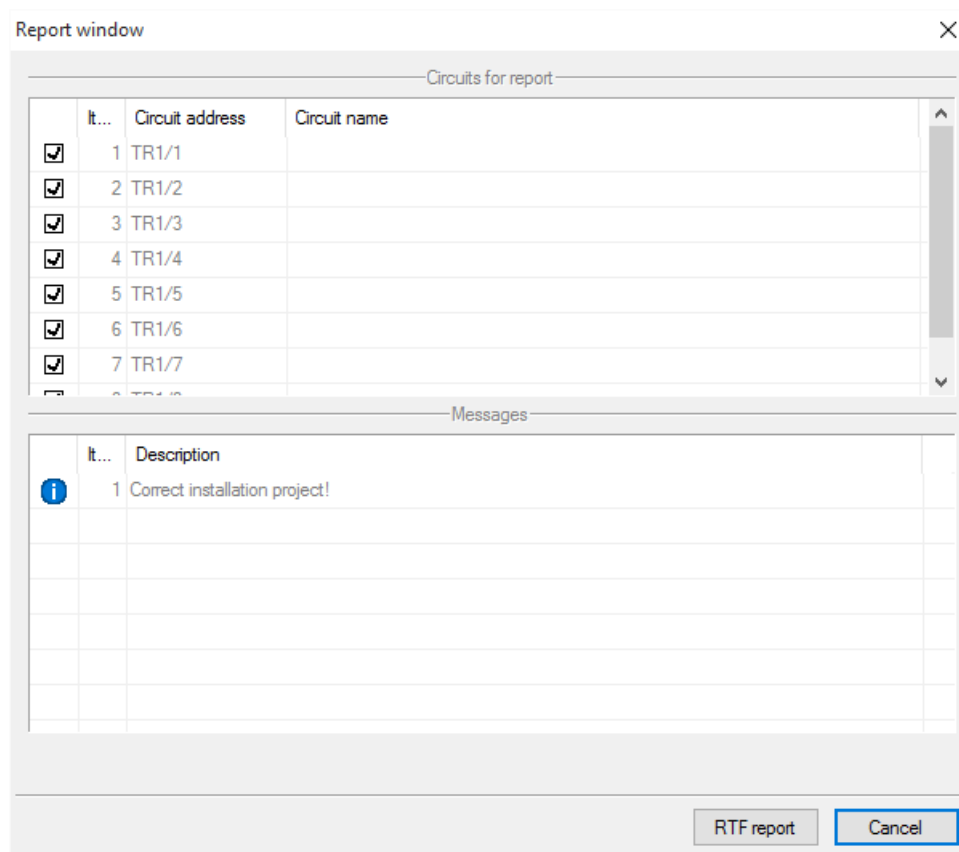 Report window
Circuits for report
It... Circuit address Circuit name
1 TR1/1
2 TR1/2
3 TR1/3
4 TR1/4
5 TR1/5
6 TR1/6
7 TR1/7
Messages
It... Description
1 Correct installation project!
RTF report Cancel